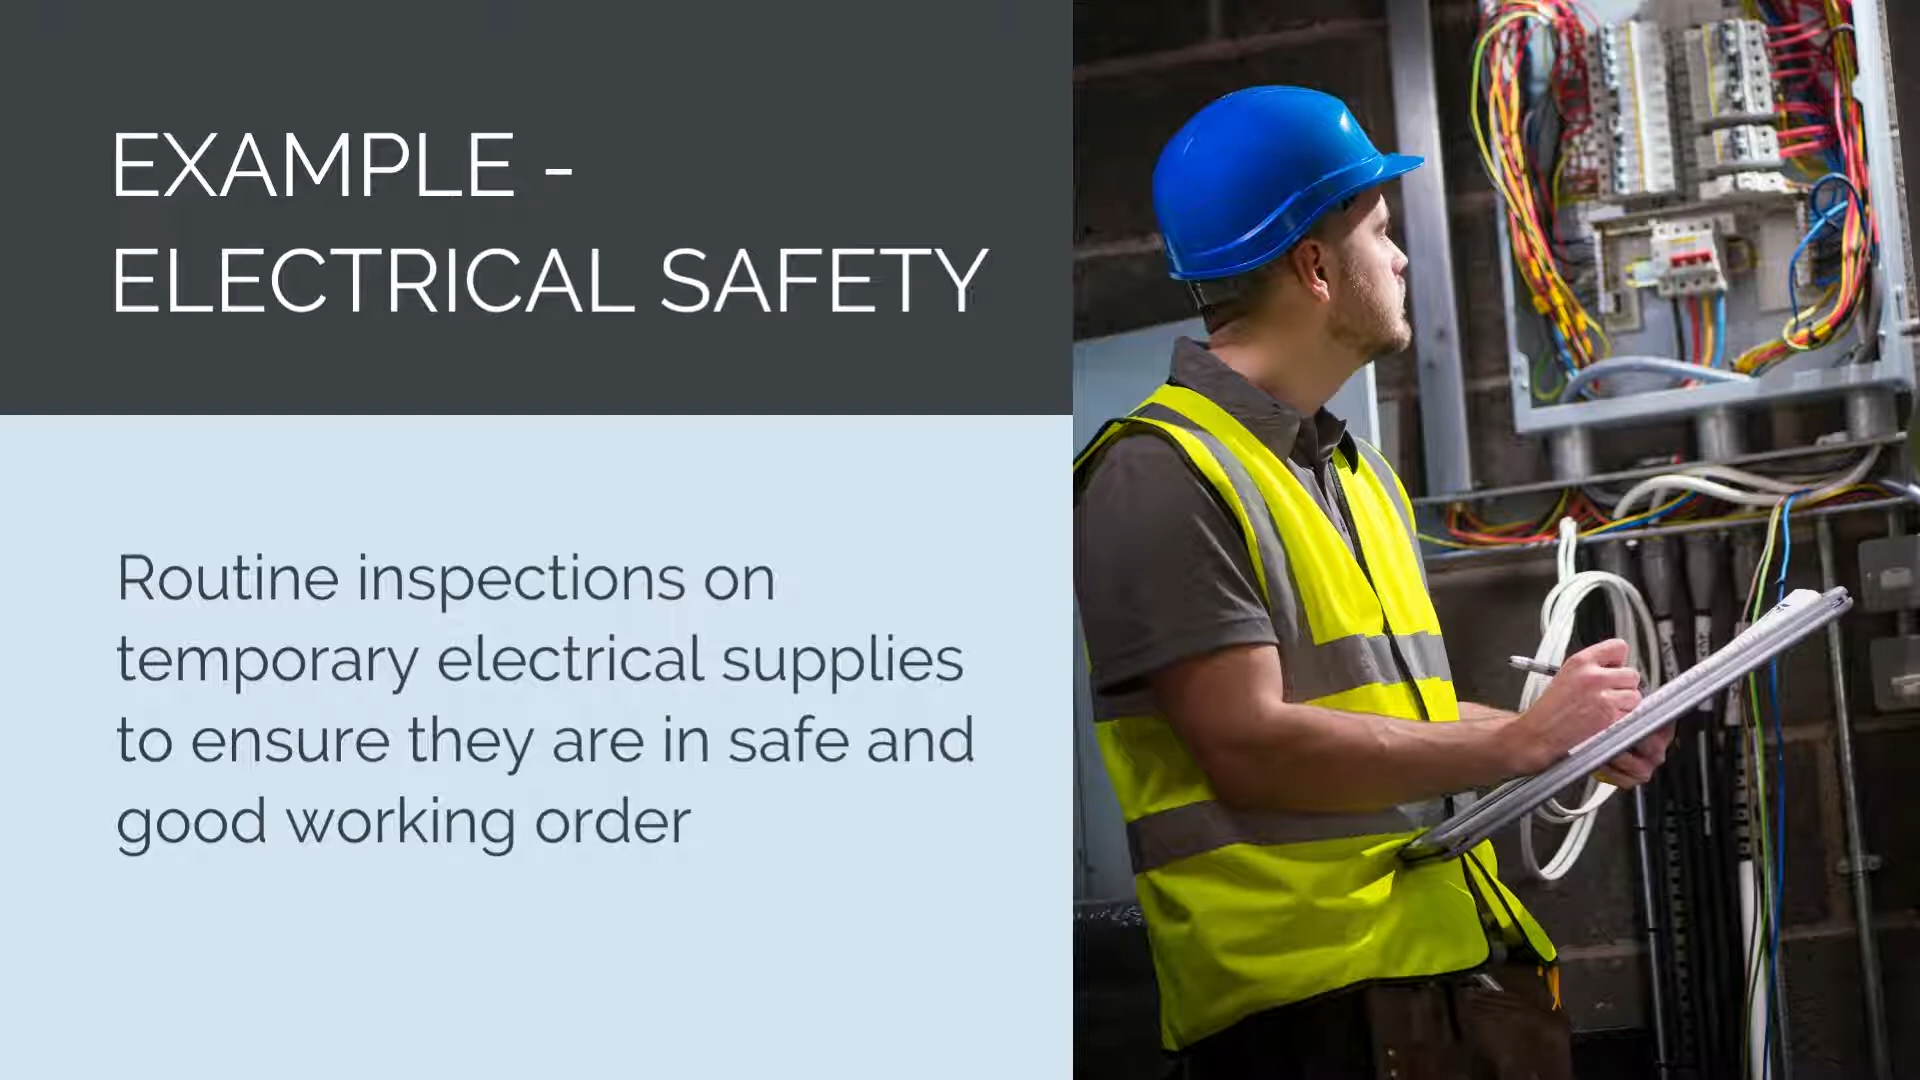 EXAMPLE -
ELECTRICAL SAFETY
Routine inspections on
temporary electrical supplies
to ensure they are in safe and
good working order